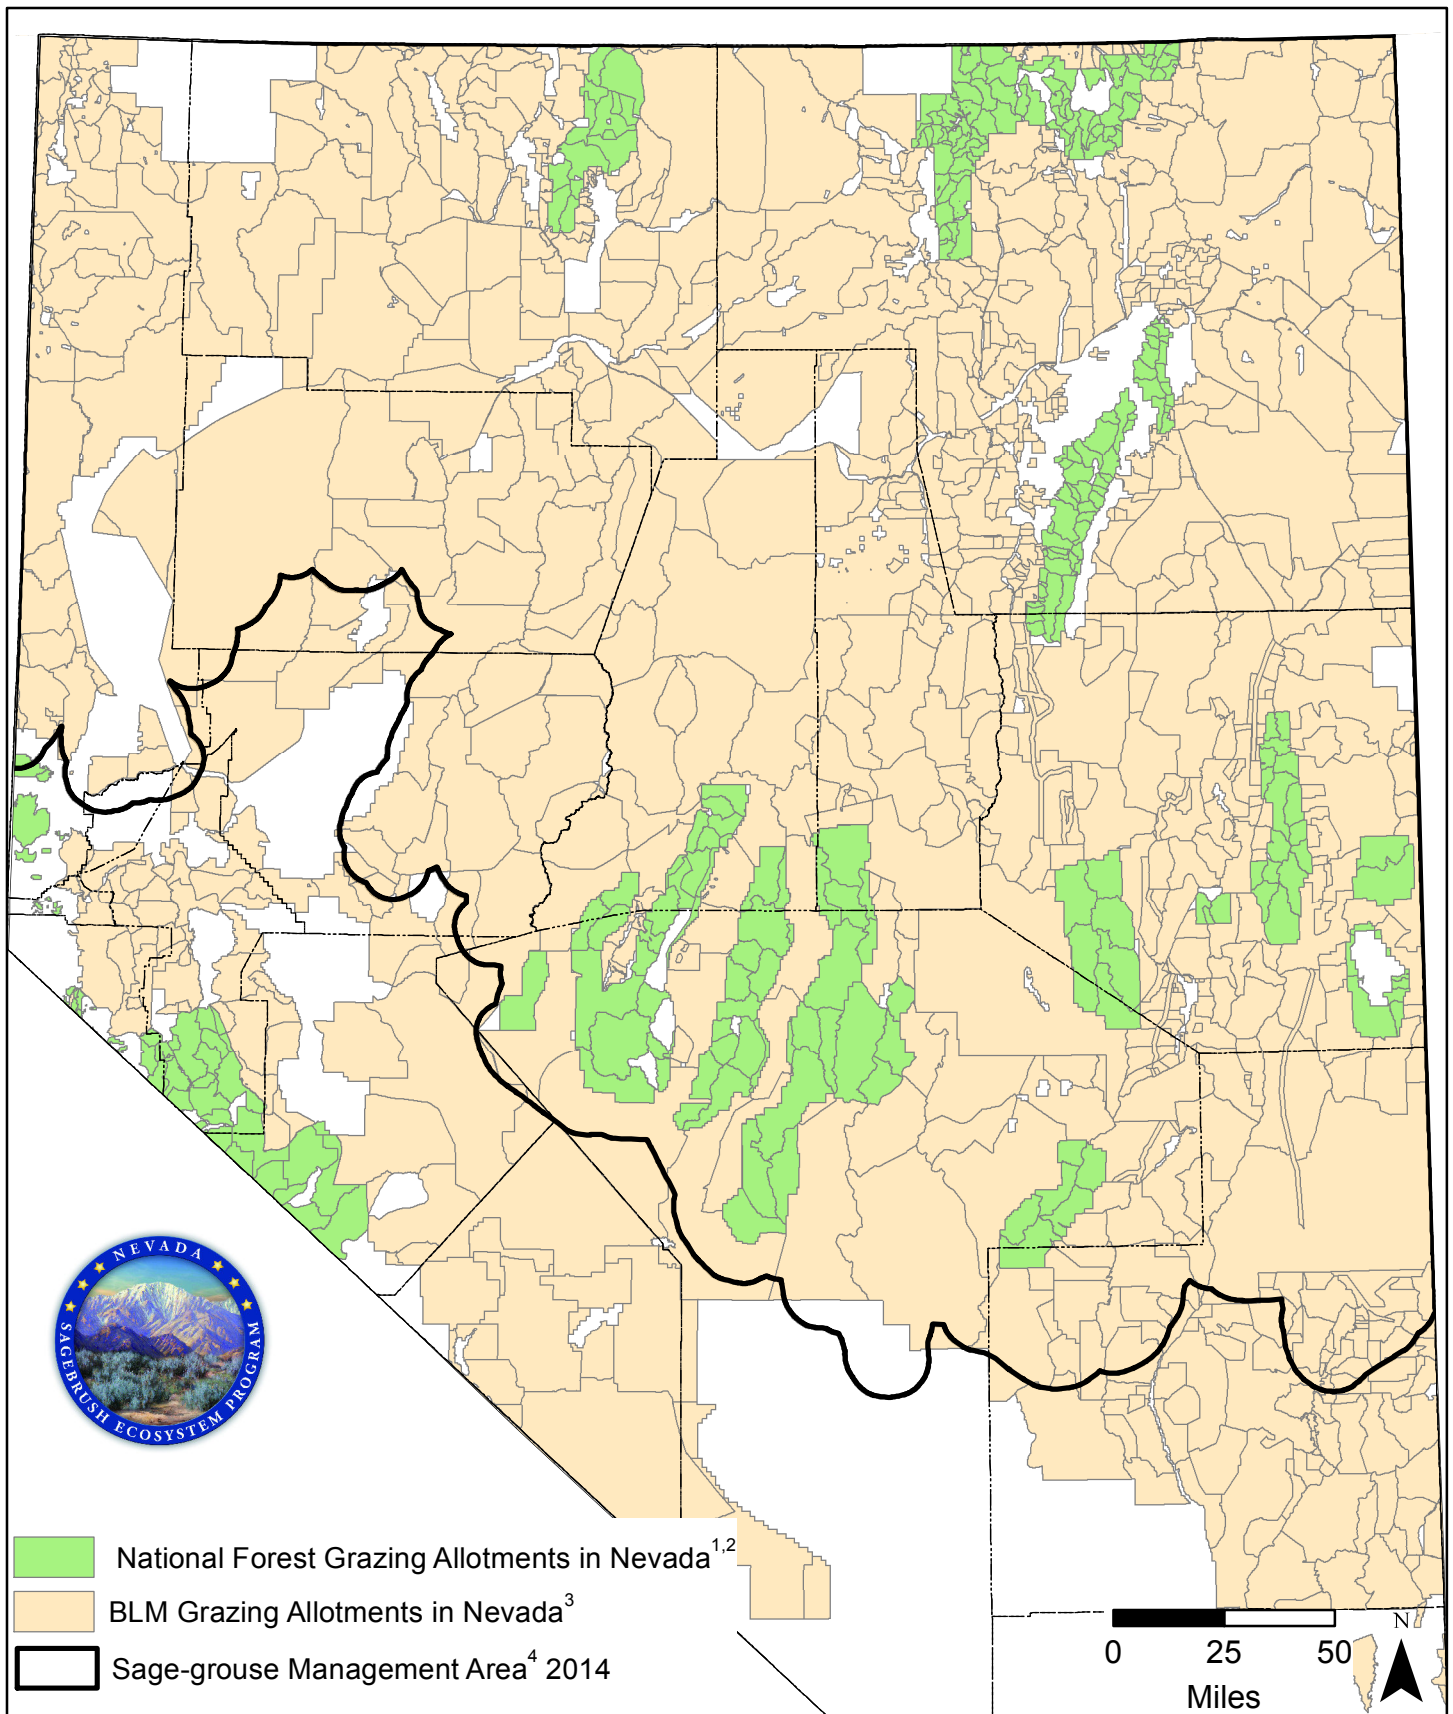 NEVADA
SAGEBRUSH ECOSYSTEM PROGRAM
National Forest Grazing Allotments in Nevada1,2
BLM Grazing Allotments in Nevada3
Sage-grouse Management Area4 2014
N
0 25 50
Miles